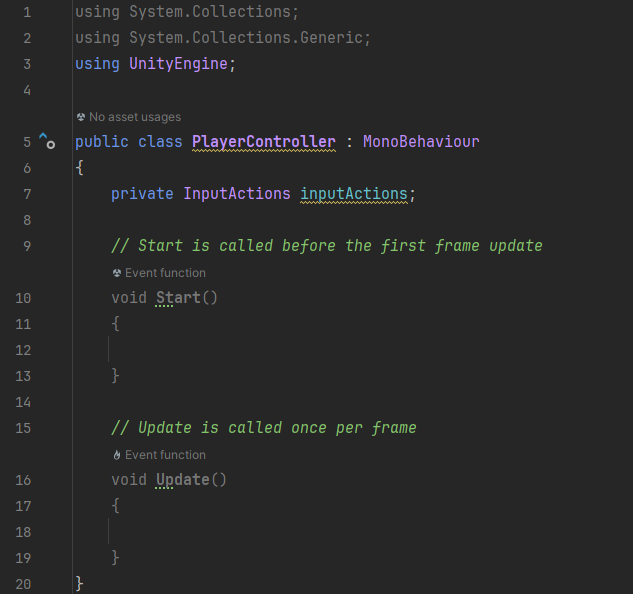 1 using System.Collections;
2 using System.Collections.Generic;
3 using UnityEngine;
4
No asset usages
5 public class PlayerController : MonoBehaviour
6 {
7 private InputActions inputActions;
8
9 // Start is called before the first frame update
Event function
10 void Start()
11 {
12
13 }
14
15 // Update is called once per frame
Event function
16 void Update()
17 {
18
19 }
20 }